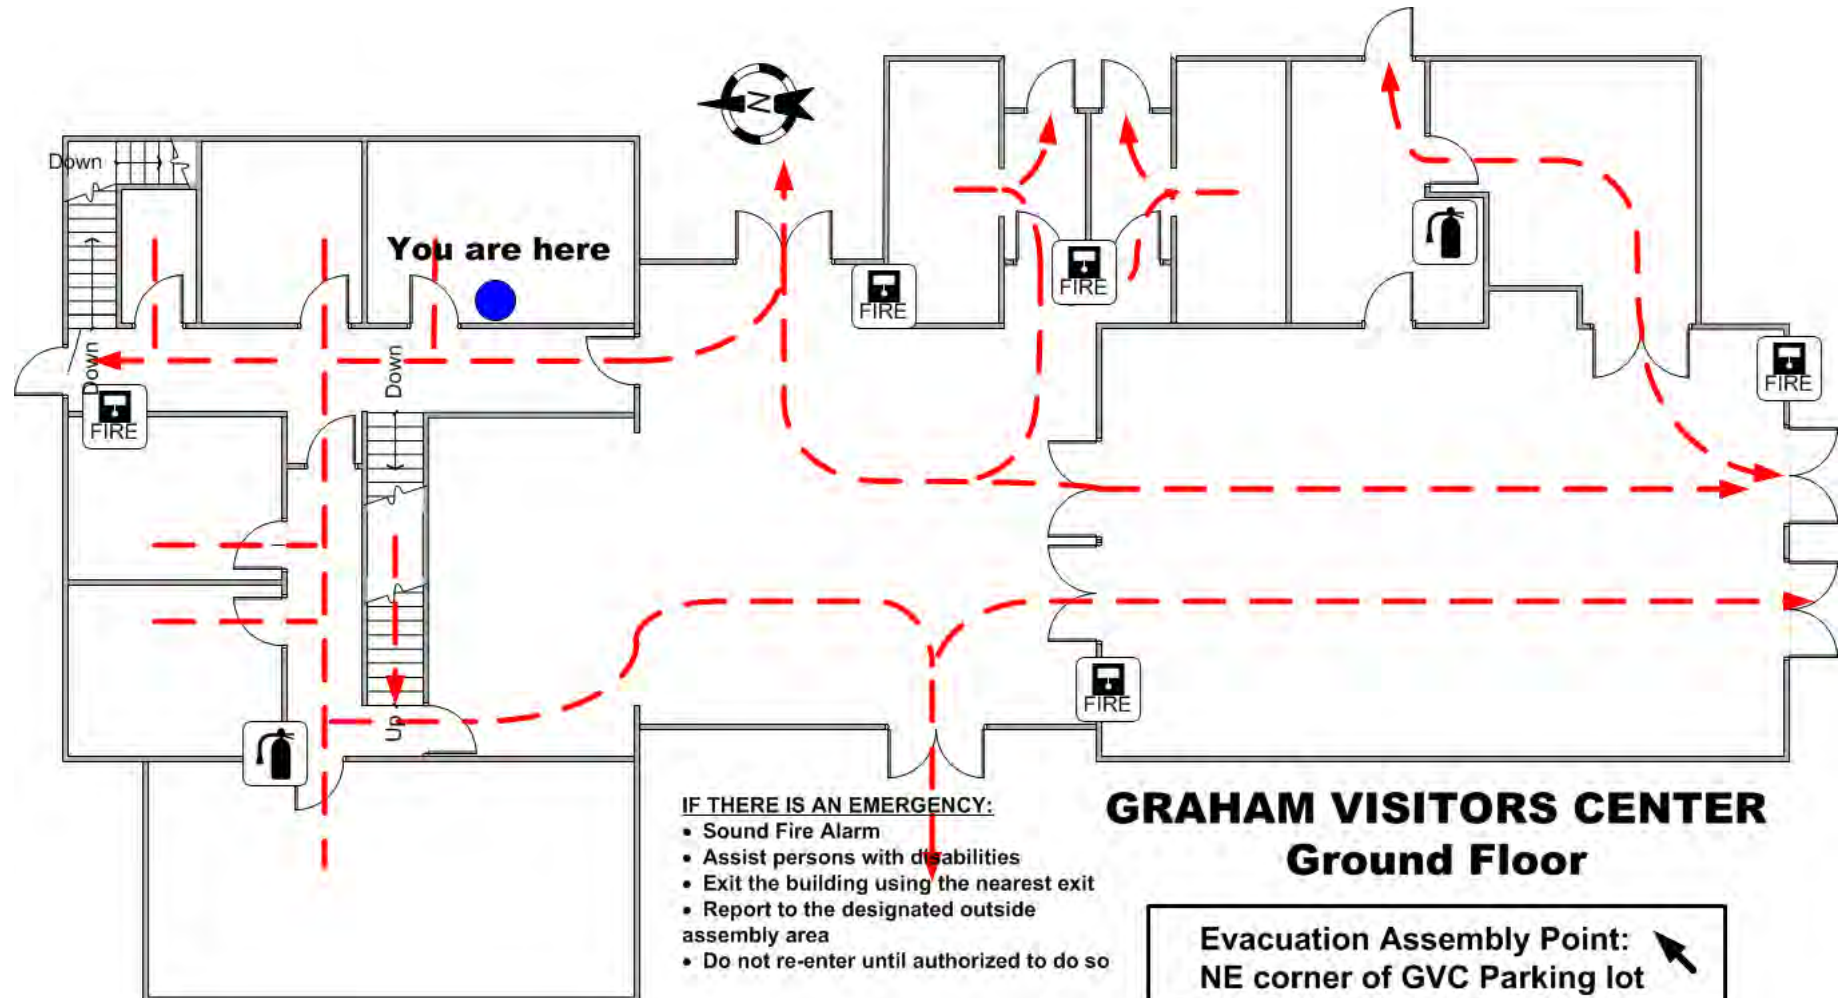 N
Down
You are here
FIRE
FIRE
Down
Down
FIRE
FIRE
FIRE
Up
IF THERE IS AN EMERGENCY:
• Sound Fire Alarm
• Assist persons with disabilities
• Exit the building using the nearest exit
• Report to the designated outside
assembly area
• Do not re-enter until authorized to do so
GRAHAM VISITORS CENTER
Ground Floor
Evacuation Assembly Point:
NE corner of GVC Parking lot